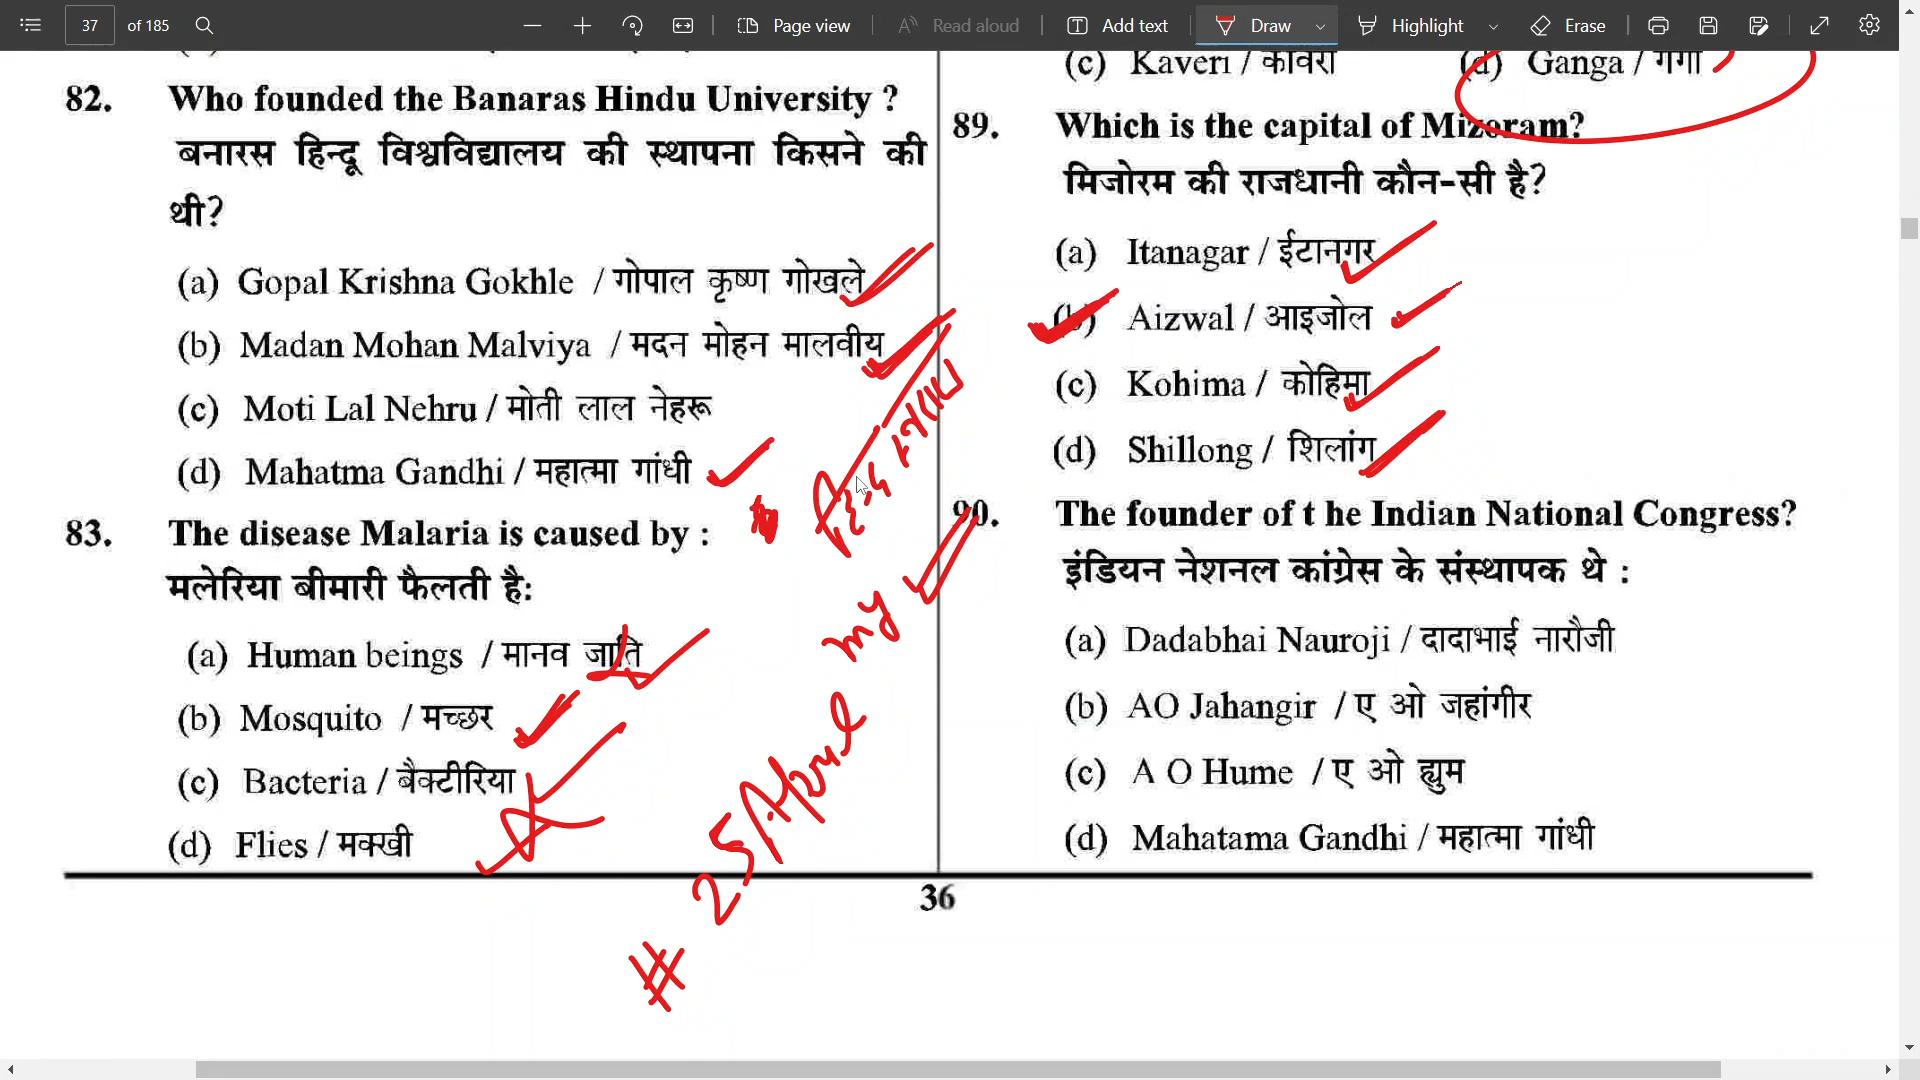 37 of 185 Page view Read aloud Add text Draw Highlight Erase
82. Who founded the Banaras Hindu University ?
बनारस हिन्दू विश्वविद्यालय की स्थापना किसने की
थी?
(a) Gopal Krishna Gokhle / गोपाल कृष्ण गोखले
(b) Madan Mohan Malviya / मदन मोहन मालवीय
(c) Moti Lal Nehru / मोती लाल नेहरू
(d) Mahatma Gandhi / महात्मा गांधी
83. The disease Malaria is caused by :
मलेरिया बीमारी फैलती है:
(a) Human beings / मानव जाति
(b) Mosquito / मच्छर
(c) Bacteria / बैक्टीरिया
(d) Flies / मक्खी
# 25 April
(c) Kaveri / कावेरी (d) Ganga / गंगा
89. Which is the capital of Mizoram?
मिजोरम की राजधानी कौन-सी है?
(a) Itanagar / ईटानगर
(b) Aizwal / आइजोल
(c) Kohima / कोहिमा
(d) Shillong / शिलांग
90. The founder of t he Indian National Congress?
इंडियन नेशनल कांग्रेस के संस्थापक थे :
(a) Dadabhai Nauroji / दादाभाई नारौजी
(b) AO Jahangir / ए ओ जहांगीर
(c) A O Hume / ए ओ ह्युम
(d) Mahatama Gandhi / महात्मा गांधी
36